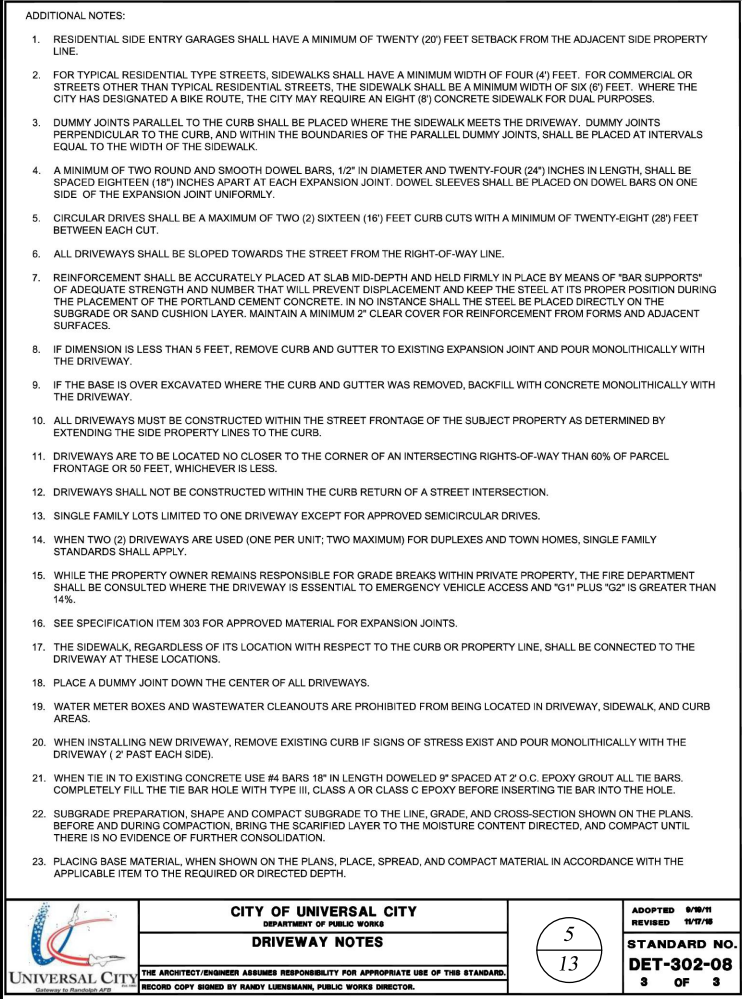 ADDITIONAL NOTES:
1. RESIDENTIAL SIDE ENTRY GARAGES SHALL HAVE A MINIMUM OF TWENTY (20') FEET SETBACK FROM THE ADJACENT SIDE PROPERTY
LINE.
2. FOR TYPICAL RESIDENTIAL TYPE STREETS, SIDEWALKS SHALL HAVE A MINIMUM WIDTH OF FOUR (4') FEET. FOR COMMERCIAL OR
STREETS OTHER THAN TYPICAL RESIDENTIAL STREETS, THE SIDEWALK SHALL BE A MINIMUM WIDTH OF SIX (6') FEET. WHERE THE
CITY HAS DESIGNATED A BIKE ROUTE, THE CITY MAY REQUIRE AN EIGHT (8') CONCRETE SIDEWALK FOR DUAL PURPOSES.
3. DUMMY JOINTS PARALLEL TO THE CURB SHALL BE PLACED WHERE THE SIDEWALK MEETS THE DRIVEWAY. DUMMY JOINTS
PERPENDICULAR TO THE CURB, AND WITHIN THE BOUNDARIES OF THE PARALLEL DUMMY JOINTS, SHALL BE PLACED AT INTERVALS
EQUAL TO THE WIDTH OF THE SIDEWALK.
4. A MINIMUM OF TWO ROUND AND SMOOTH DOWEL BARS, 1/2" IN DIAMETER AND TWENTY-FOUR (24") INCHES IN LENGTH, SHALL BE
SPACED EIGHTEEN (18") INCHES APART AT EACH EXPANSION JOINT. DOWEL SLEEVES SHALL BE PLACED ON DOWEL BARS ON ONE
SIDE OF THE EXPANSION JOINT UNIFORMLY.
5. CIRCULAR DRIVES SHALL BE A MAXIMUM OF TWO (2) SIXTEEN (16') FEET CURB CUTS WITH A MINIMUM OF TWENTY-EIGHT (28') FEET
BETWEEN EACH CUT.
6. ALL DRIVEWAYS SHALL BE SLOPED TOWARDS THE STREET FROM THE RIGHT-OF-WAY LINE.
7. REINFORCEMENT SHALL BE ACCURATELY PLACED AT SLAB MID-DEPTH AND HELD FIRMLY IN PLACE BY MEANS OF "BAR SUPPORTS"
OF ADEQUATE STRENGTH AND NUMBER THAT WILL PREVENT DISPLACEMENT AND KEEP THE STEEL AT ITS PROPER POSITION DURING
THE PLACEMENT OF THE PORTLAND CEMENT CONCRETE. IN NO INSTANCE SHALL THE STEEL BE PLACED DIRECTLY ON THE
SUBGRADE OR SAND CUSHION LAYER. MAINTAIN A MINIMUM 2" CLEAR COVER FOR REINFORCEMENT FROM FORMS AND ADJACENT
SURFACES.
8. IF DIMENSION IS LESS THAN 5 FEET, REMOVE CURB AND GUTTER TO EXISTING EXPANSION JOINT AND POUR MONOLITHICALLY WITH
THE DRIVEWAY.
9. IF THE BASE IS OVER EXCAVATED WHERE THE CURB AND GUTTER WAS REMOVED, BACKFILL WITH CONCRETE MONOLITHICALLY WITH
THE DRIVEWAY.
10. ALL DRIVEWAYS MUST BE CONSTRUCTED WITHIN THE STREET FRONTAGE OF THE SUBJECT PROPERTY AS DETERMINED BY
EXTENDING THE SIDE PROPERTY LINES TO THE CURB.
11. DRIVEWAYS ARE TO BE LOCATED NO CLOSER TO THE CORNER OF AN INTERSECTING RIGHTS-OF-WAY THAN 60% OF PARCEL
FRONTAGE OR 50 FEET, WHICHEVER IS LESS.
12. DRIVEWAYS SHALL NOT BE CONSTRUCTED WITHIN THE CURB RETURN OF A STREET INTERSECTION.
13. SINGLE FAMILY LOTS LIMITED TO ONE DRIVEWAY EXCEPT FOR APPROVED SEMICIRCULAR DRIVES.
14. WHEN TWO (2) DRIVEWAYS ARE USED (ONE PER UNIT; TWO MAXIMUM) FOR DUPLEXES AND TOWN HOMES, SINGLE FAMILY
STANDARDS SHALL APPLY.
15. WHILE THE PROPERTY OWNER REMAINS RESPONSIBLE FOR GRADE BREAKS WITHIN PRIVATE PROPERTY, THE FIRE DEPARTMENT
SHALL BE CONSULTED WHERE THE DRIVEWAY IS ESSENTIAL TO EMERGENCY VEHICLE ACCESS AND "G1" PLUS "G2" IS GREATER THAN
14%.
16. SEE SPECIFICATION ITEM 303 FOR APPROVED MATERIAL FOR EXPANSION JOINTS.
17. THE SIDEWALK, REGARDLESS OF ITS LOCATION WITH RESPECT TO THE CURB OR PROPERTY LINE, SHALL BE CONNECTED TO THE
DRIVEWAY AT THESE LOCATIONS.
18. PLACE A DUMMY JOINT DOWN THE CENTER OF ALL DRIVEWAYS.
19. WATER METER BOXES AND WASTEWATER CLEANOUTS ARE PROHIBITED FROM BEING LOCATED IN DRIVEWAY, SIDEWALK, AND CURB
AREAS.
20. WHEN INSTALLING NEW DRIVEWAY, REMOVE EXISTING CURB IF SIGNS OF STRESS EXIST AND POUR MONOLITHICALLY WITH THE
DRIVEWAY ( 2' PAST EACH SIDE).
21. WHEN TIE IN TO EXISTING CONCRETE USE #4 BARS 18" IN LENGTH DOWELED 9" SPACED AT 2' O.C. EPOXY GROUT ALL TIE BARS.
COMPLETELY FILL THE TIE BAR HOLE WITH TYPE III, CLASS A OR CLASS C EPOXY BEFORE INSERTING TIE BAR INTO THE HOLE.
22. SUBGRADE PREPARATION, SHAPE AND COMPACT SUBGRADE TO THE LINE, GRADE, AND CROSS-SECTION SHOWN ON THE PLANS.
BEFORE AND DURING COMPACTION, BRING THE SCARIFIED LAYER TO THE MOISTURE CONTENT DIRECTED, AND COMPACT UNTIL
THERE IS NO EVIDENCE OF FURTHER CONSOLIDATION.
23. PLACING BASE MATERIAL, WHEN SHOWN ON THE PLANS, PLACE, SPREAD, AND COMPACT MATERIAL IN ACCORDANCE WITH THE
APPLICABLE ITEM TO THE REQUIRED OR DIRECTED DEPTH.
UNIVERSAL CITY
Gateway to Randolph AFB
CITY OF UNIVERSAL CITY
DEPARTMENT OF PUBLIC WORKS
DRIVEWAY NOTES
THE ARCHITECT/ENGINEER ASSUMES RESPONSIBILITY FOR APPROPRIATE USE OF THIS STANDARD.
RECORD COPY SIGNED BY RANDY LUENSMANN, PUBLIC WORKS DIRECTOR.
5
13
ADOPTED 9/19/11
REVISED 11/17/15
STANDARD NO.
DET-302-08
3 OF 3